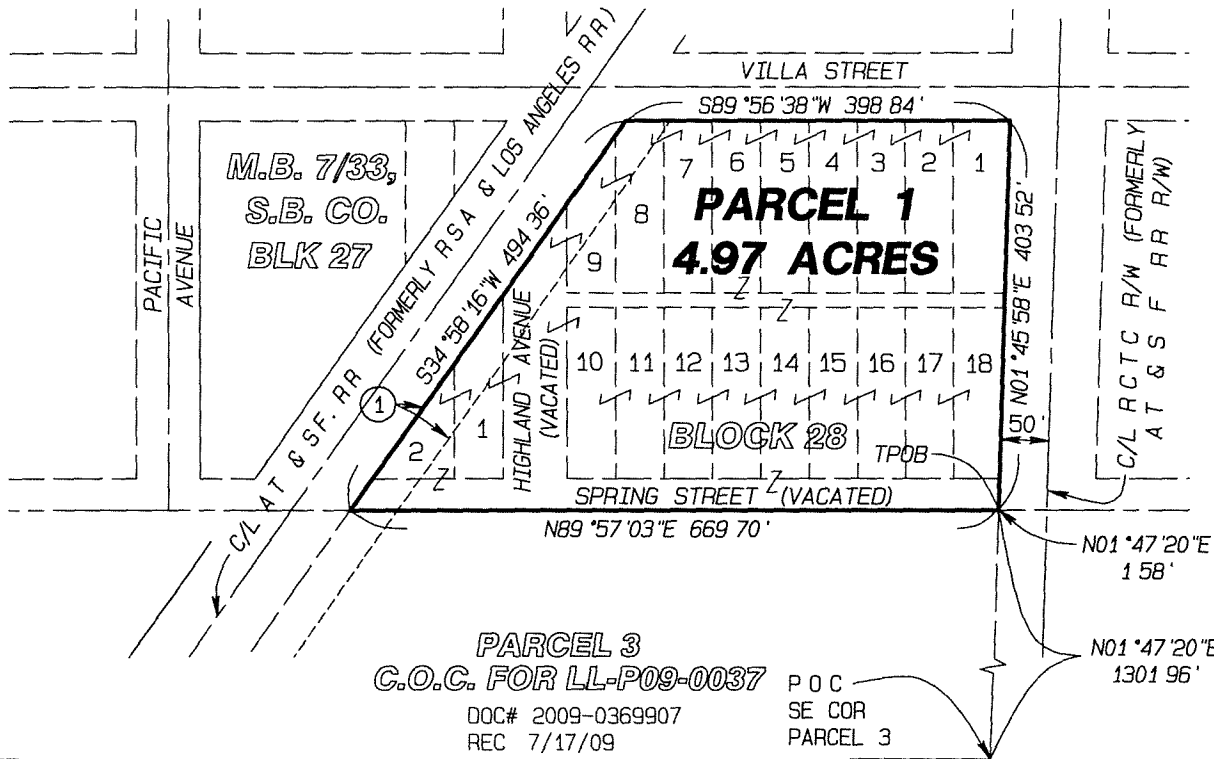 VILLA STREET
S89°56'38"W 398 84'
M.B. 7/33,
S.B. CO.
BLK 27
PACIFIC
AVENUE
C/L AT & SF. RR (FORMERLY RSA & LOS ANGELES RR)
S34°58'16"W 494 36'
7 6 5 4 3 2 1
8
9
PARCEL 1
4.97 ACRES
N01°45'58"E 403 52'
C/L RCTC R/W (FORMERLY
AT & S F RR R/W)
HIGHLAND AVENUE
(VACATED)
10 11 12 13 14 15 16 17 18
1
2
1
BLOCK 28
50'
TPOB
SPRING STREET (VACATED)
N89°57'03"E 669 70'
N01°47'20"E
1 58'
N01°47'20"E
1301 96'
PARCEL 3
C.O.C. FOR LL-P09-0037
DOC# 2009-0369907
REC 7/17/09
P O C
SE COR
PARCEL 3